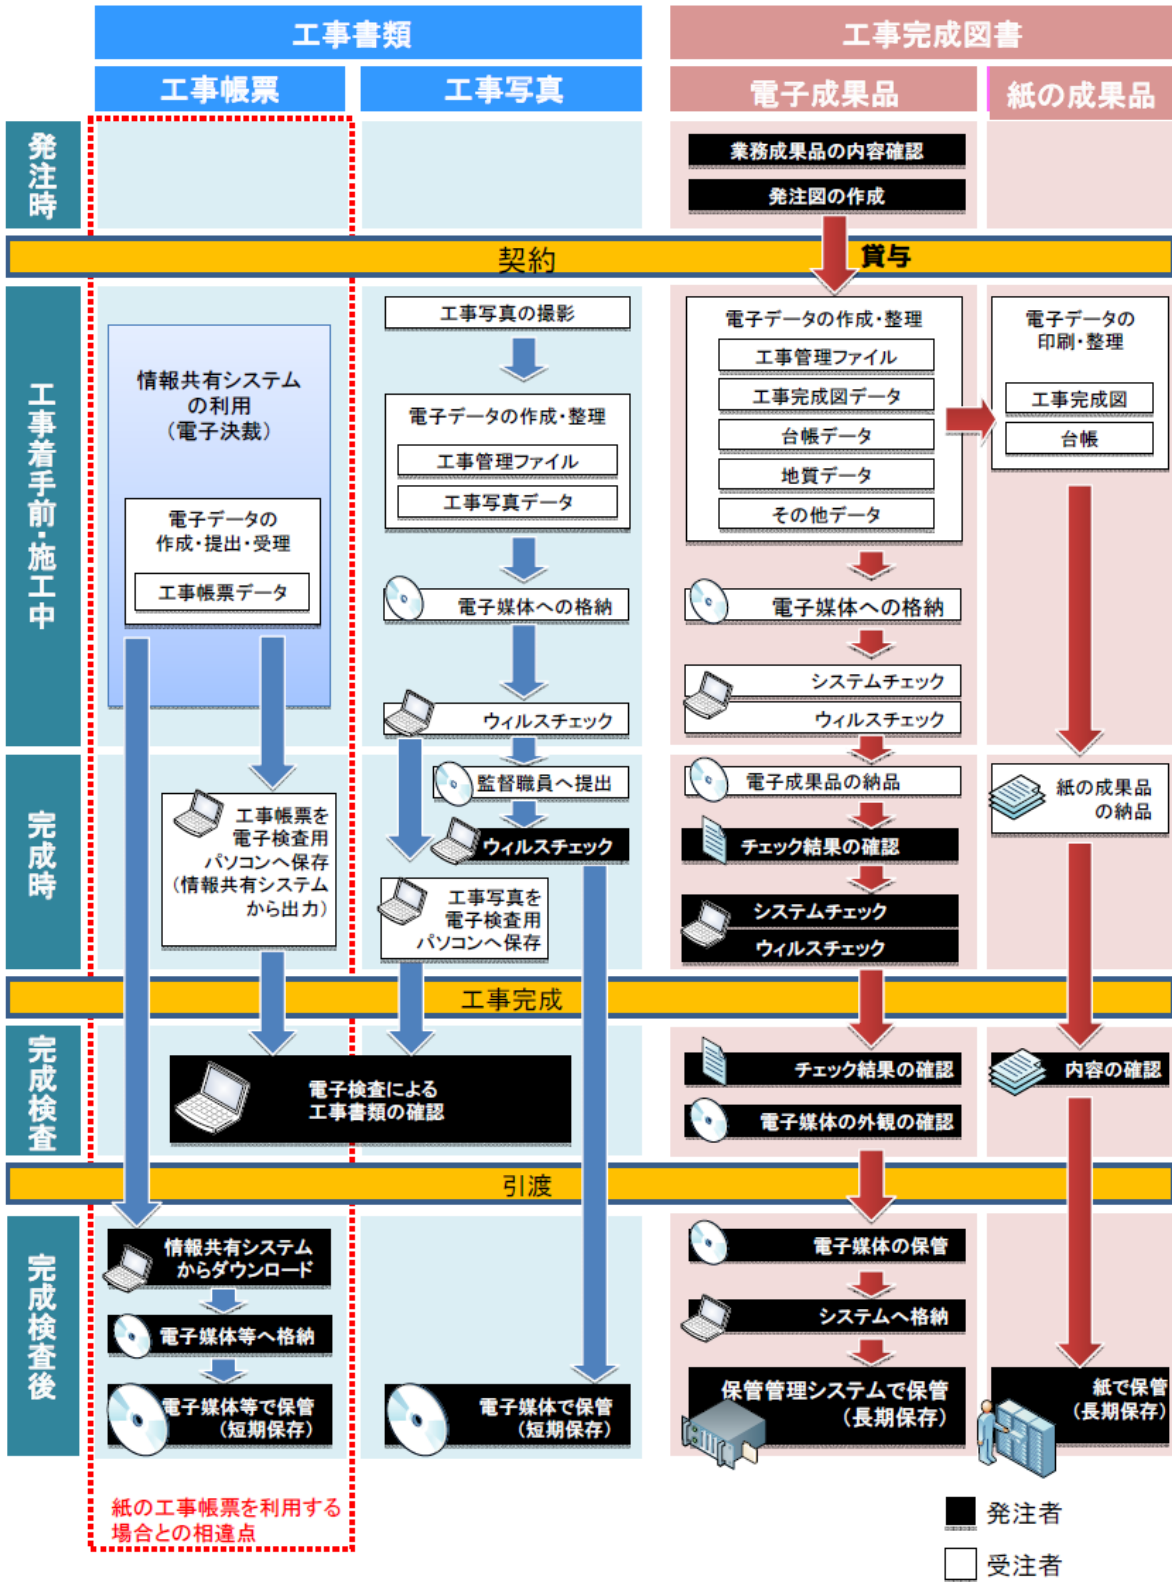 工事書類
工事完成図書
工事帳票
工事写真
電子成果品
紙の成果品
発注時
業務成果品の内容確認
発注図の作成
契約
貸与
工事着手前・施工中
情報共有システム
の利用
(電子決裁)
電子データの
作成・提出・受理
工事帳票データ
工事写真の撮影
電子データの作成・整理
工事管理ファイル
工事写真データ
電子媒体への格納
ウィルスチェック
電子データの作成・整理
工事管理ファイル
工事完成図データ
台帳データ
地質データ
その他データ
電子媒体への格納
システムチェック
ウィルスチェック
電子データの
印刷・整理
工事完成図
台帳
完成時
工事帳票を
電子検査用
パソコンへ保存
(情報共有システム
から出力)
監督職員へ提出
ウィルスチェック
工事写真を
電子検査用
パソコンへ保存
電子成果品の納品
チェック結果の確認
システムチェック
ウィルスチェック
紙の成果品
の納品
工事完成
完成検査
電子検査による
工事書類の確認
チェック結果の確認
電子媒体の外観の確認
内容の確認
引渡
完成検査後
情報共有システム
からダウンロード
電子媒体等へ格納
電子媒体等で保管
(短期保存)
電子媒体で保管
(短期保存)
電子媒体の保管
システムへ格納
保管管理システムで保管
(長期保存)
紙で保管
(長期保存)
紙の工事帳票を利用する
場合との相違点
発注者
受注者